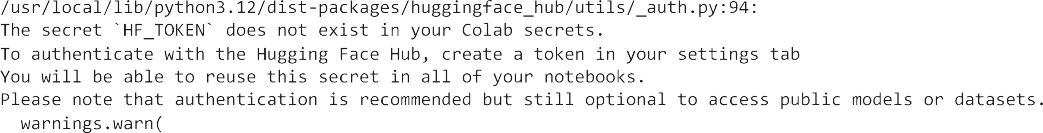 /usr/local/lib/python3.12/dist-packages/huggingface_hub/utils/_auth.py:94:
The secret `HF_TOKEN` does not exist in your Colab secrets.
To authenticate with the Hugging Face Hub, create a token in your settings tab
You will be able to reuse this secret in all of your notebooks.
Please note that authentication is recommended but still optional to access public models or datasets.
  warnings.warn(